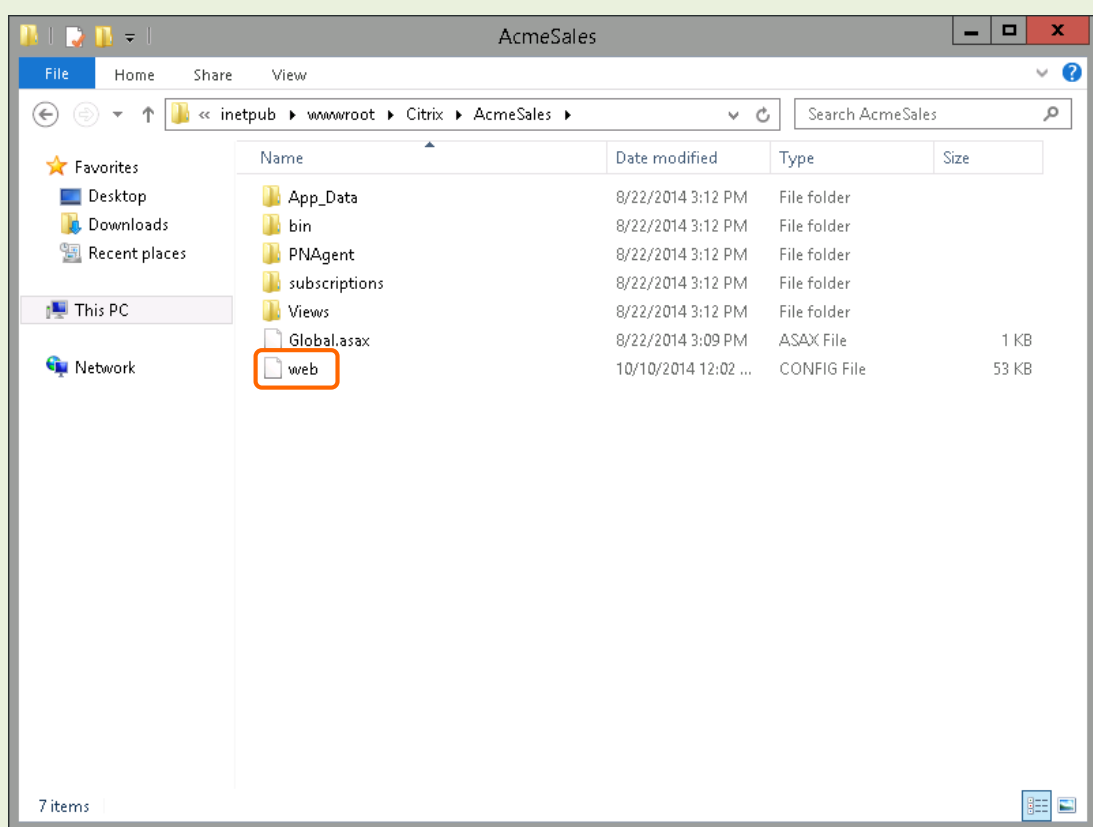 AcmeSales
File Home Share View
« inetpub ▸ wwwroot ▸ Citrix ▸ AcmeSales ▸ Search AcmeSales
Favorites
Desktop
Downloads
Recent places
This PC
Network
Name Date modified Type Size
App_Data 8/22/2014 3:12 PM File folder
bin 8/22/2014 3:12 PM File folder
PNAgent 8/22/2014 3:12 PM File folder
subscriptions 8/22/2014 3:12 PM File folder
Views 8/22/2014 3:12 PM File folder
Global.asax 8/22/2014 3:09 PM ASAX File 1 KB
web 10/10/2014 12:02 ... CONFIG File 53 KB
7 items